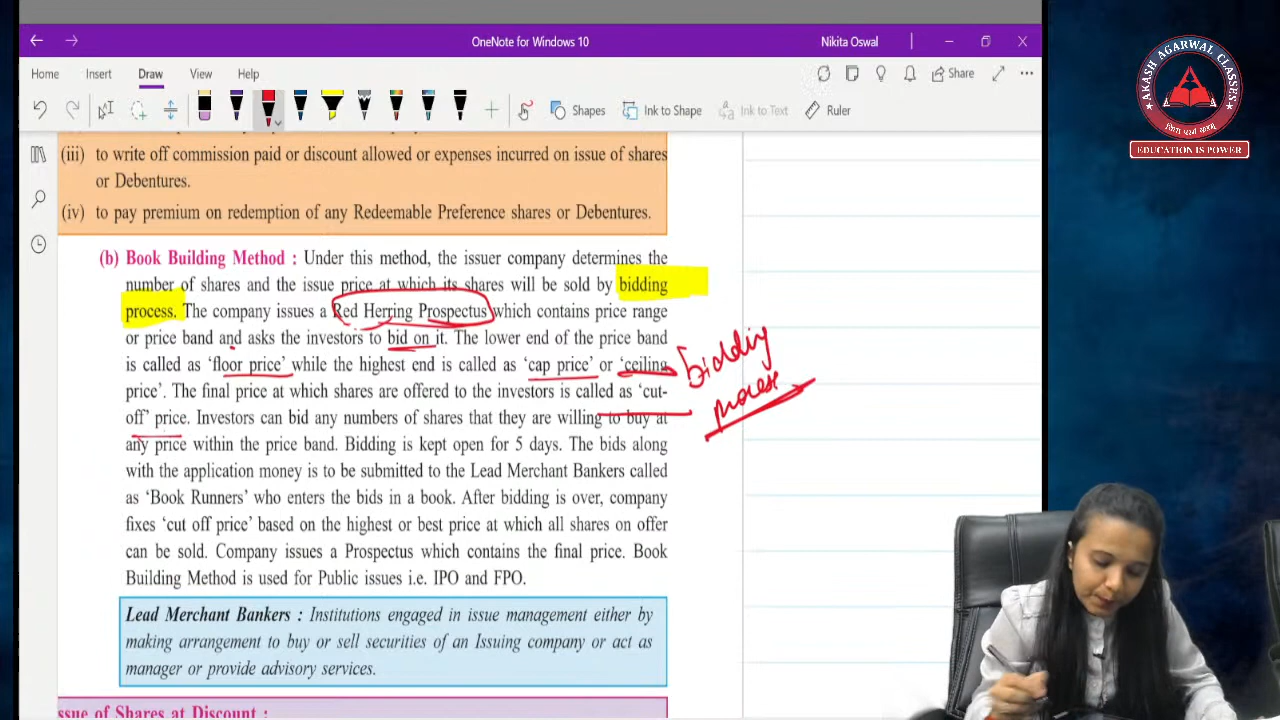 OneNote for Windows 10
Nikita Oswal
Home Insert Draw View Help
Share
Shapes Ink to Shape Ink to Text Ruler
(iii) to write off commission paid or discount allowed or expenses incurred on issue of shares
or Debentures.
(iv) to pay premium on redemption of any Redeemable Preference shares or Debentures.
(b) Book Building Method : Under this method, the issuer company determines the
number of shares and the issue price at which its shares will be sold by bidding
process. The company issues a Red Herring Prospectus which contains price range
or price band and asks the investors to bid on it. The lower end of the price band
is called as ‘floor price’ while the highest end is called as ‘cap price’ or ‘ceiling
price’. The final price at which shares are offered to the investors is called as ‘cut-
off’ price. Investors can bid any numbers of shares that they are willing to buy at
any price within the price band. Bidding is kept open for 5 days. The bids along
with the application money is to be submitted to the Lead Merchant Bankers called
as ‘Book Runners’ who enters the bids in a book. After bidding is over, company
fixes ‘cut off price’ based on the highest or best price at which all shares on offer
can be sold. Company issues a Prospectus which contains the final price. Book
Building Method is used for Public issues i.e. IPO and FPO.
bidding
process
Lead Merchant Bankers : Institutions engaged in issue management either by
making arrangement to buy or sell securities of an Issuing company or act as
manager or provide advisory services.
ssue of Shares at Discount :
AKASH AGARWAL CLASSES
EDUCATION IS POWER